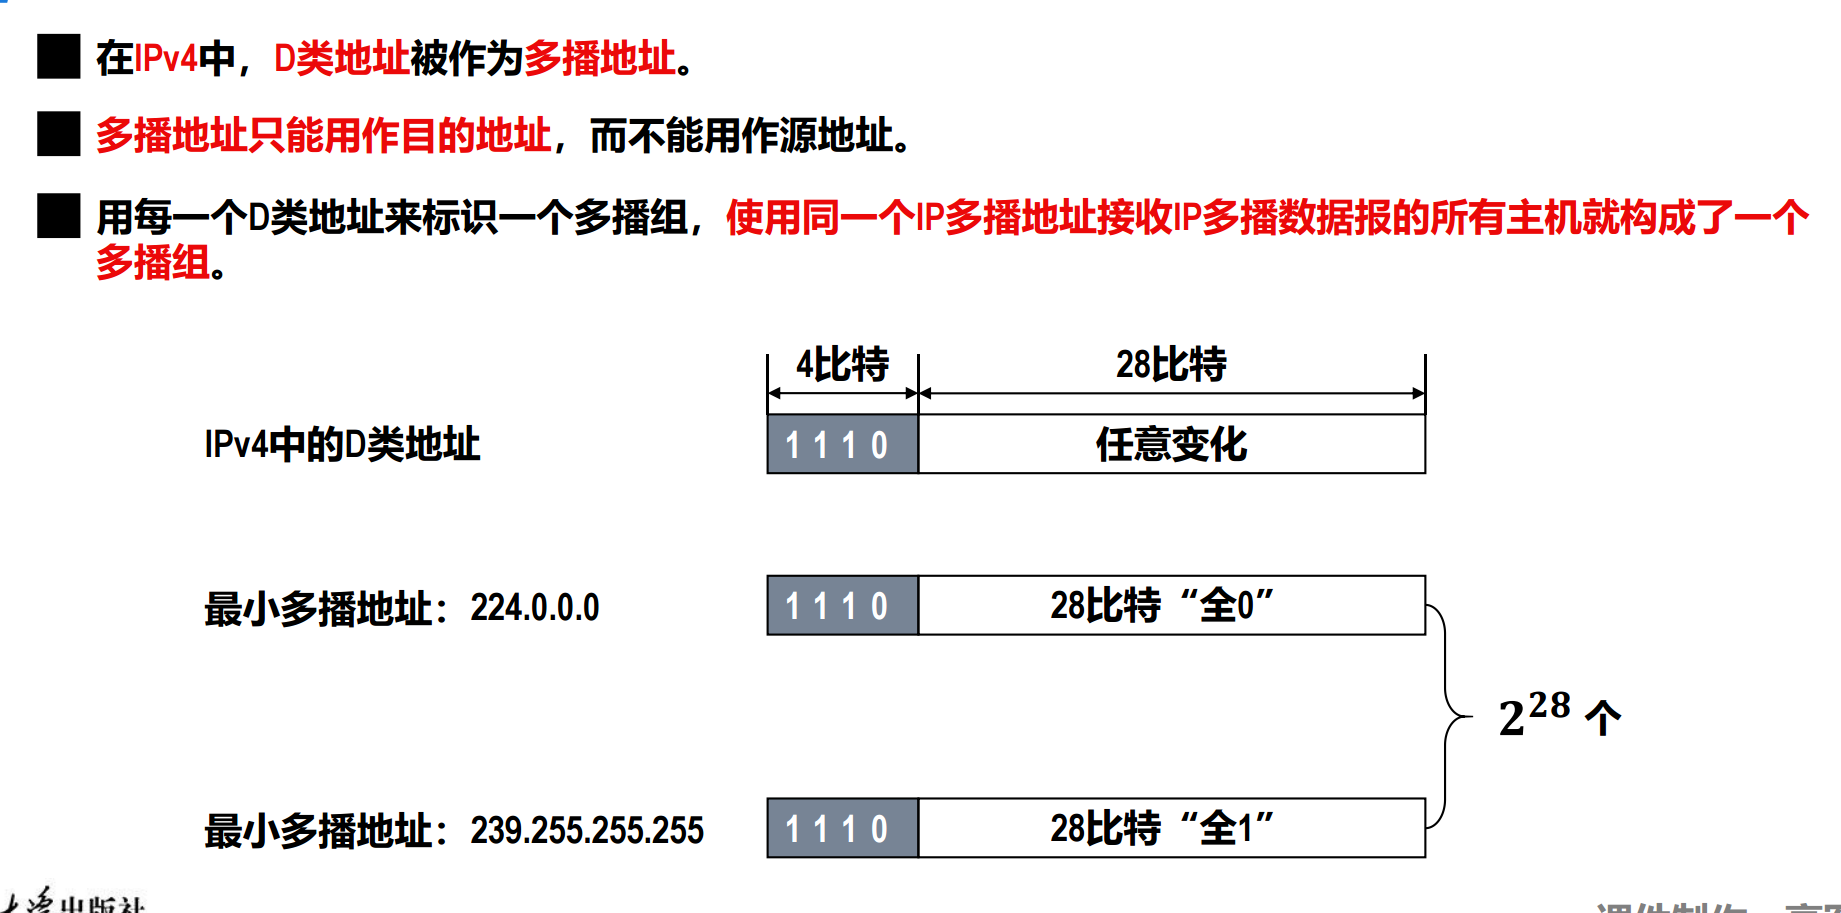 在IPv4中，D类地址被作为多播地址。
多播地址只能用作目的地址，而不能用作源地址。
用每一个D类地址来标识一个多播组，使用同一个IP多播地址接收IP多播数据报的所有主机就构成了一个
多播组。
4比特 28比特
IPv4中的D类地址 1 1 1 0 任意变化
最小多播地址：224.0.0.0 1 1 1 0 28比特“全0”
2^28 个
最小多播地址：239.255.255.255 1 1 1 0 28比特“全1”
出版社